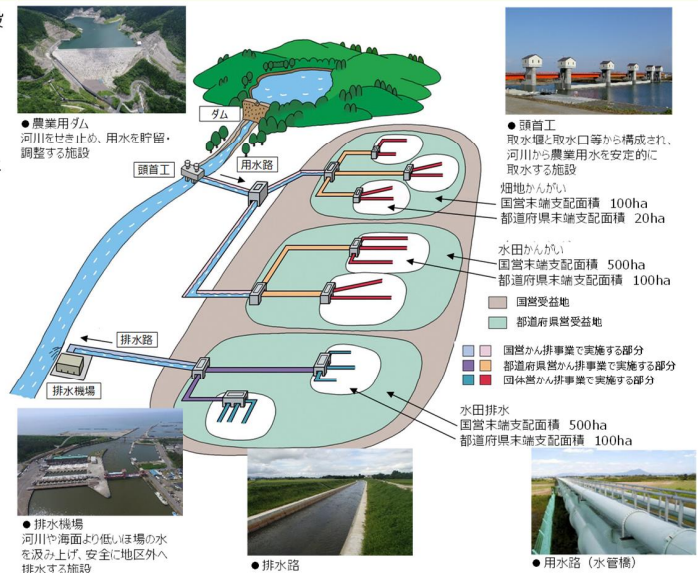 ●農業用ダム
河川をせき止め、用水を貯留・
調整する施設
ダム
頭首工
用水路
●頭首工
取水堰と取水口等から構成され、
河川から農業用水を安定的に
取水する施設
畑地かんがい
国営末端支配面積 100ha
都道府県末端支配面積 20ha
水田かんがい
国営末端支配面積 500ha
都道府県末端支配面積 100ha
国営受益地
都道府県営受益地
国営かん排事業で実施する部分
都道府県営かん排事業で実施する部分
団体営かん排事業で実施する部分
排水路
排水機場
水田排水
国営末端支配面積 500ha
都道府県末端支配面積 100ha
●排水機場
河川や海面より低いほ場の水
を汲み上げ、安全に地区外へ
排水する施設
●排水路
●用水路（水管橋）